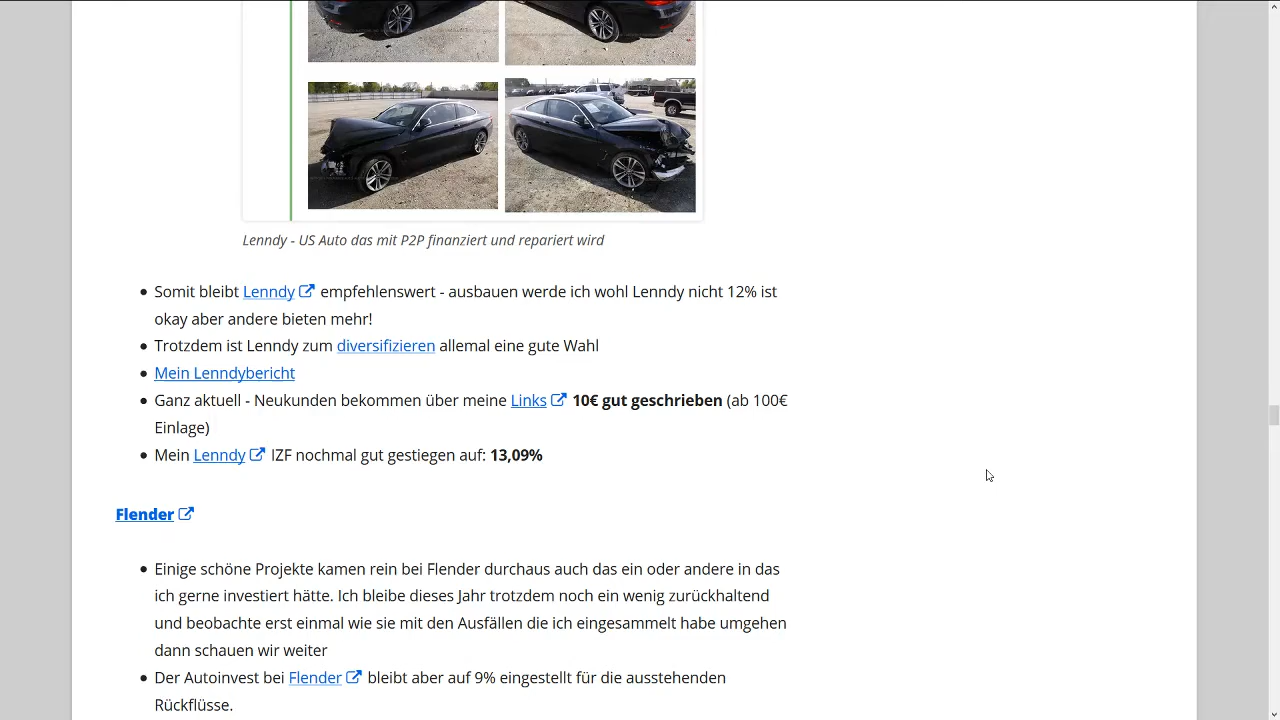 Lenndy - US Auto das mit P2P finanziert und repariert wird
Somit bleibt Lenndy empfehlenswert - ausbauen werde ich wohl Lenndy nicht 12% ist
okay aber andere bieten mehr!
Trotzdem ist Lenndy zum diversifizieren allemal eine gute Wahl
Mein Lenndybericht
Ganz aktuell - Neukunden bekommen über meine Links 10€ gut geschrieben (ab 100€
Einlage)
Mein Lenndy IZF nochmal gut gestiegen auf: 13,09%
Flender
Einige schöne Projekte kamen rein bei Flender durchaus auch das ein oder andere in das
ich gerne investiert hätte. Ich bleibe dieses Jahr trotzdem noch ein wenig zurückhaltend
und beobachte erst einmal wie sie mit den Ausfällen die ich eingesammelt habe umgehen
dann schauen wir weiter
Der Autoinvest bei Flender bleibt aber auf 9% eingestellt für die ausstehenden
Rückflüsse.